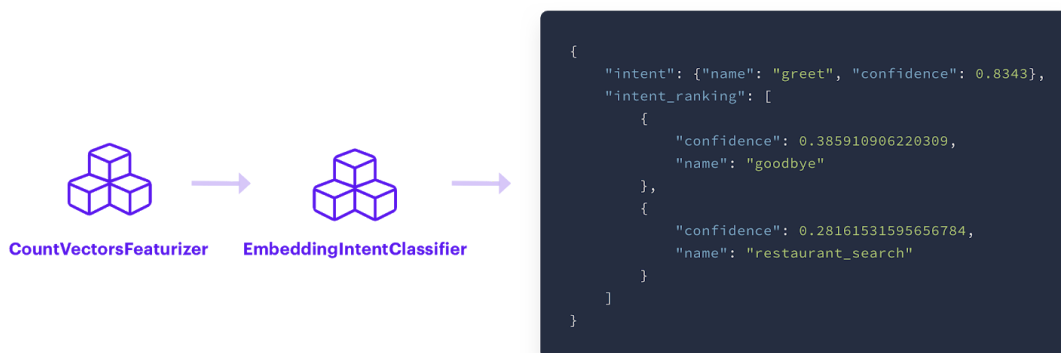 CountVectorsFeaturizer
EmbeddingIntentClassifier
{
"intent": {"name": "greet", "confidence": 0.8343},
"intent_ranking": [
{
"confidence": 0.385910906220309,
"name": "goodbye"
},
{
"confidence": 0.28161531595656784,
"name": "restaurant_search"
}
]
}